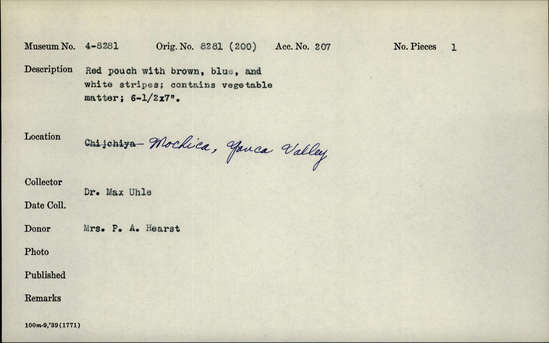 Museum No. 4-8281 Orig. No. 8281 (200) Acc. No. 207 No. Pieces 1
Description Red pouch with brown, blue, and
white stripes; contains vegetable
matter; 6-1/2x7".
Location Chijchiya Mochica, Yauca Valley
Collector Dr. Max Uhle
Date Coll.
Donor Mrs. P. A. Hearst
Photo
Published
Remarks
100m-9,'39(1771)